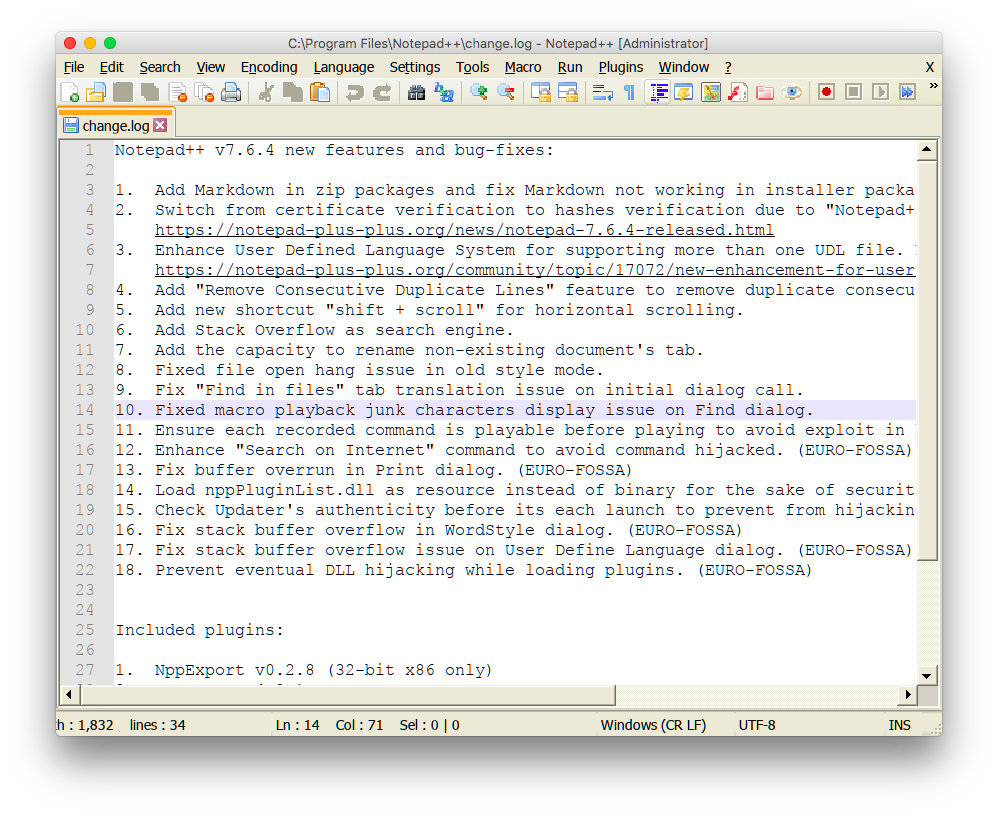 C:\Program Files\Notepad++\change.log - Notepad++ [Administrator]
File Edit Search View Encoding Language Settings Tools Macro Run Plugins Window ? X
change.log
1 Notepad++ v7.6.4 new features and bug-fixes:
2
3 1. Add Markdown in zip packages and fix Markdown not working in installer packa
4 2. Switch from certificate verification to hashes verification due to "Notepad+
5 https://notepad-plus-plus.org/news/notepad-7.6.4-released.html
6 3. Enhance User Defined Language System for supporting more than one UDL file.
7 https://notepad-plus-plus.org/community/topic/17072/new-enhancement-for-user
8 4. Add "Remove Consecutive Duplicate Lines" feature to remove duplicate consecu
9 5. Add new shortcut "shift + scroll" for horizontal scrolling.
10 6. Add Stack Overflow as search engine.
11 7. Add the capacity to rename non-existing document's tab.
12 8. Fixed file open hang issue in old style mode.
13 9. Fix "Find in files" tab translation issue on initial dialog call.
14 10. Fixed macro playback junk characters display issue on Find dialog.
15 11. Ensure each recorded command is playable before playing to avoid exploit in
16 12. Enhance "Search on Internet" command to avoid command hijacked. (EURO-FOSSA)
17 13. Fix buffer overrun in Print dialog. (EURO-FOSSA)
18 14. Load nppPluginList.dll as resource instead of binary for the sake of securit
19 15. Check Updater's authenticity before its each launch to prevent from hijackin
20 16. Fix stack buffer overflow in WordStyle dialog. (EURO-FOSSA)
21 17. Fix stack buffer overflow issue on User Define Language dialog. (EURO-FOSSA)
22 18. Prevent eventual DLL hijacking while loading plugins. (EURO-FOSSA)
23
24
25 Included plugins:
26
27 1. NppExport v0.2.8 (32-bit x86 only)
h : 1,832 lines : 34 Ln : 14 Col : 71 Sel : 0 | 0 Windows (CR LF) UTF-8 INS